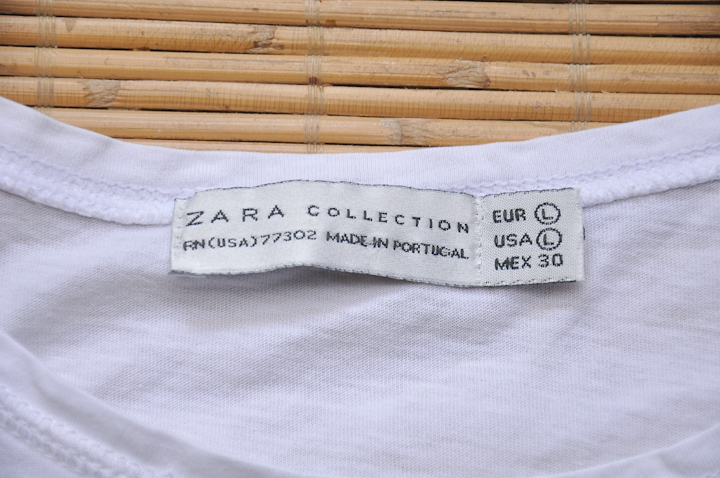 ZARA COLLECTION
RN(USA)77302 MADE IN PORTUGAL
EUR L
USA L
MEX 30